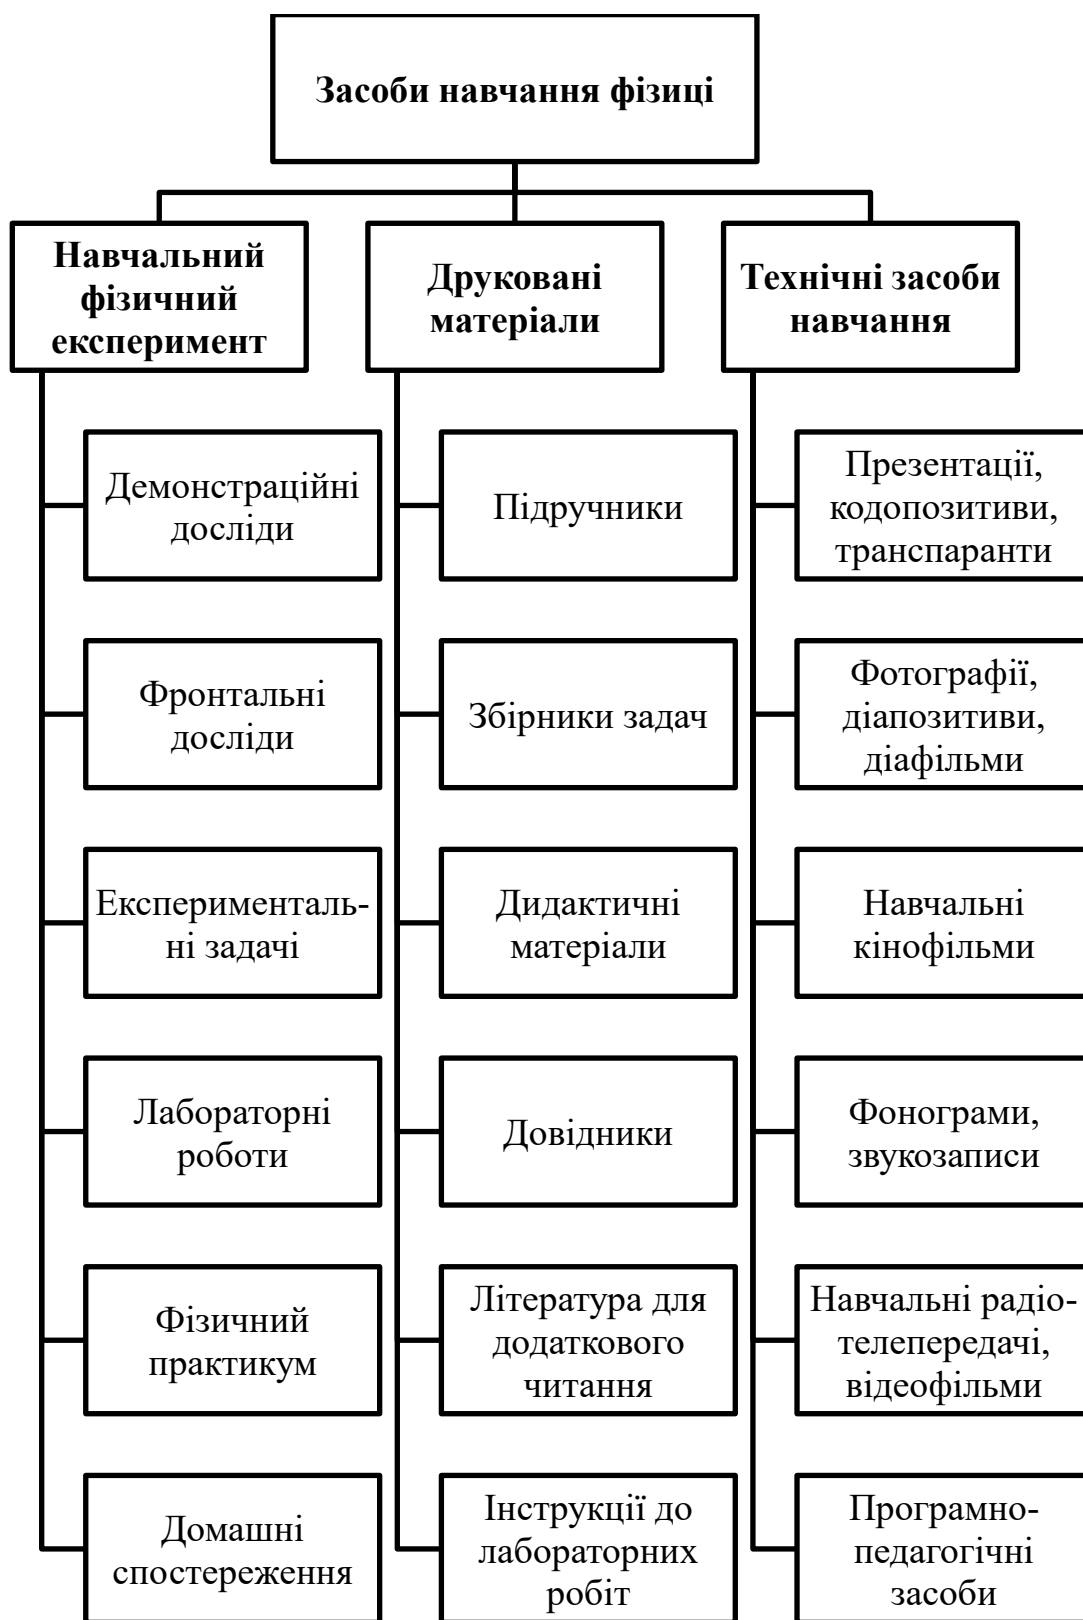 Засоби навчання фізиці
Навчальний
фізичний
експеримент
Демонстраційні
досліди
Фронтальні
досліди
Експерименталь-
ні задачі
Лабораторні
роботи
Фізичний
практикум
Домашні
спостереження
Друковані
матеріали
Підручники
Збірники задач
Дидактичні
матеріали
Довідники
Література для
додаткового
читання
Інструкції до
лабораторних
робіт
Технічні засоби
навчання
Презентації,
кодопозитиви,
транспаранти
Фотографії,
діапозитиви,
діафільми
Навчальні
кінофільми
Фонограми,
звукозаписи
Навчальні радіо-
телепередачі,
відеофільми
Програмно-
педагогічні
засоби